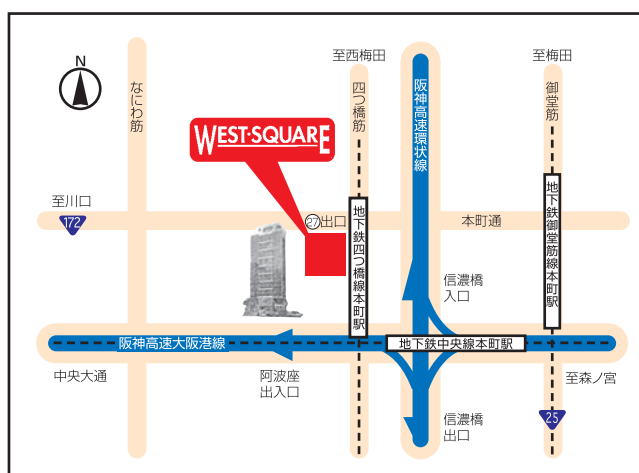 N
なにわ筋
至西梅田
四つ橋筋
阪神高速環状線
至梅田
御堂筋
WEST・SQUARE
至川口
172
27出口
本町通
地下鉄四つ橋線本町駅
地下鉄御堂筋線本町駅
信濃橋
入口
阪神高速大阪港線
地下鉄中央線本町駅
中央大通
阿波座
出入口
至森ノ宮
信濃橋
出口
25